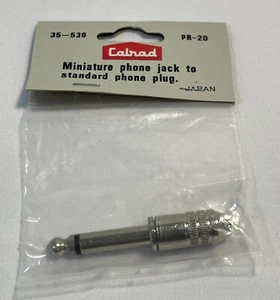 35-536 PR-20
Calrad
Miniature phone jack to
standard phone plug.
JAPAN